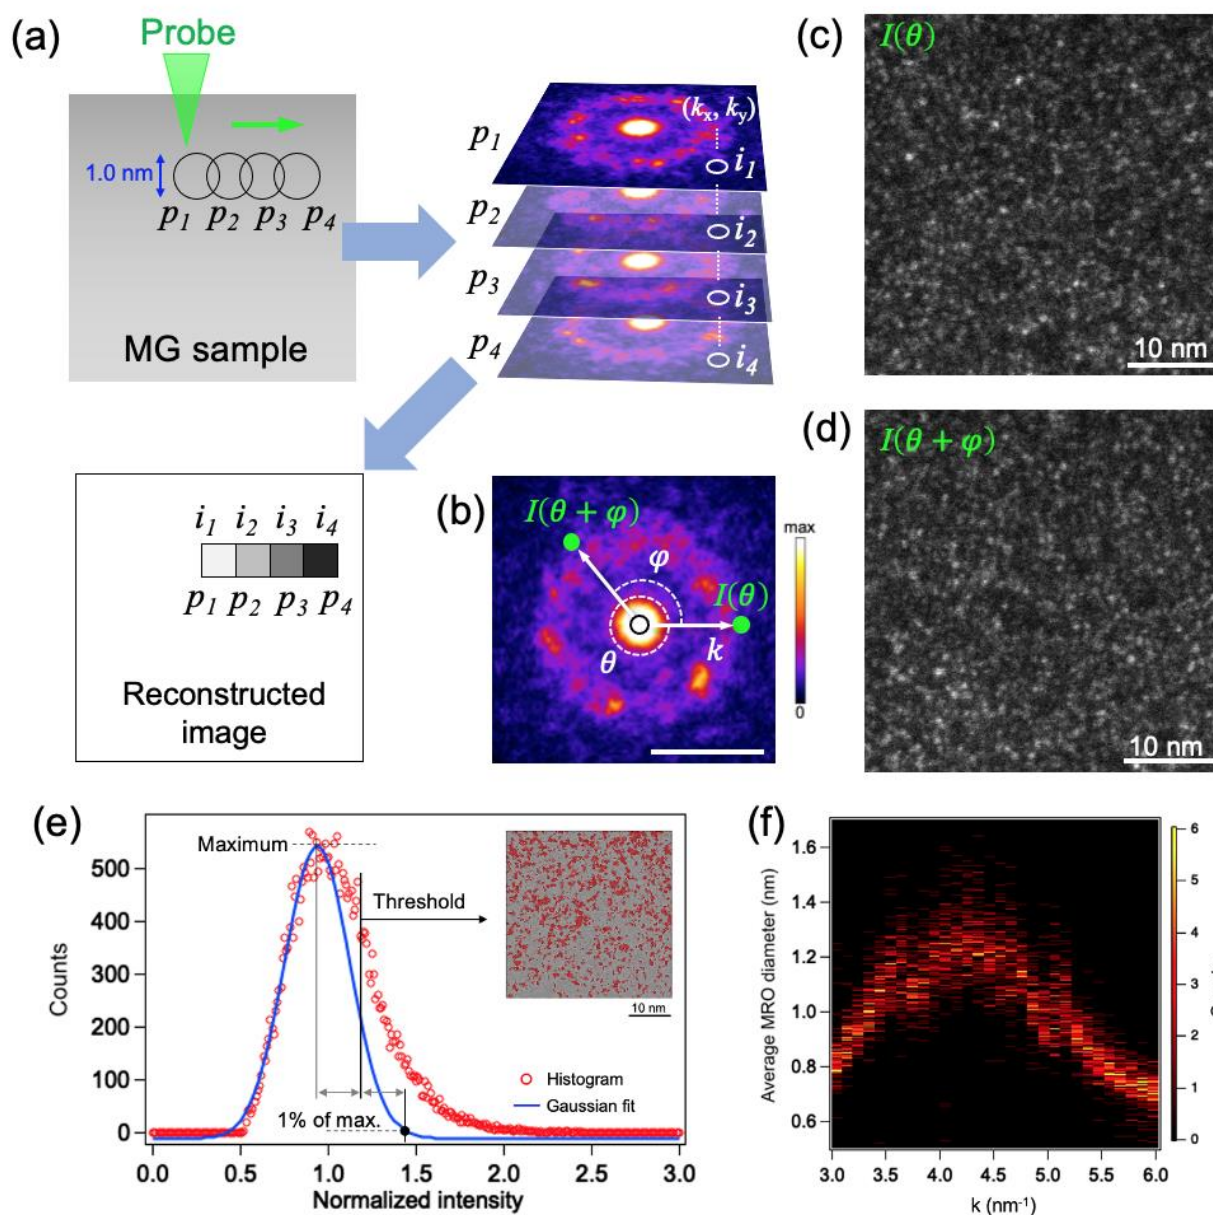 (a)
Probe
1.0 nm
p1 p2 p3 p4
MG sample
(kx, ky)
p1
i1
p2
i2
p3
i3
p4
i4
i1 i2 i3 i4
p1 p2 p3 p4
Reconstructed
image
(b)
I(θ + φ)
φ
I(θ)
k
θ
max
0
(c)
I(θ)
10 nm
(d)
I(θ + φ)
10 nm
(e)
Maximum
Threshold
10 nm
Histogram
Gaussian fit
1% of max.
Counts
500
400
300
200
100
0
0.0 0.5 1.0 1.5 2.0 2.5 3.0
Normalized intensity
(f)
Average MRO diameter (nm)
1.6
1.4
1.2
1.0
0.8
0.6
3.0 3.5 4.0 4.5 5.0 5.5 6.0
k (nm⁻¹)
6
5
4
3
2
1
0